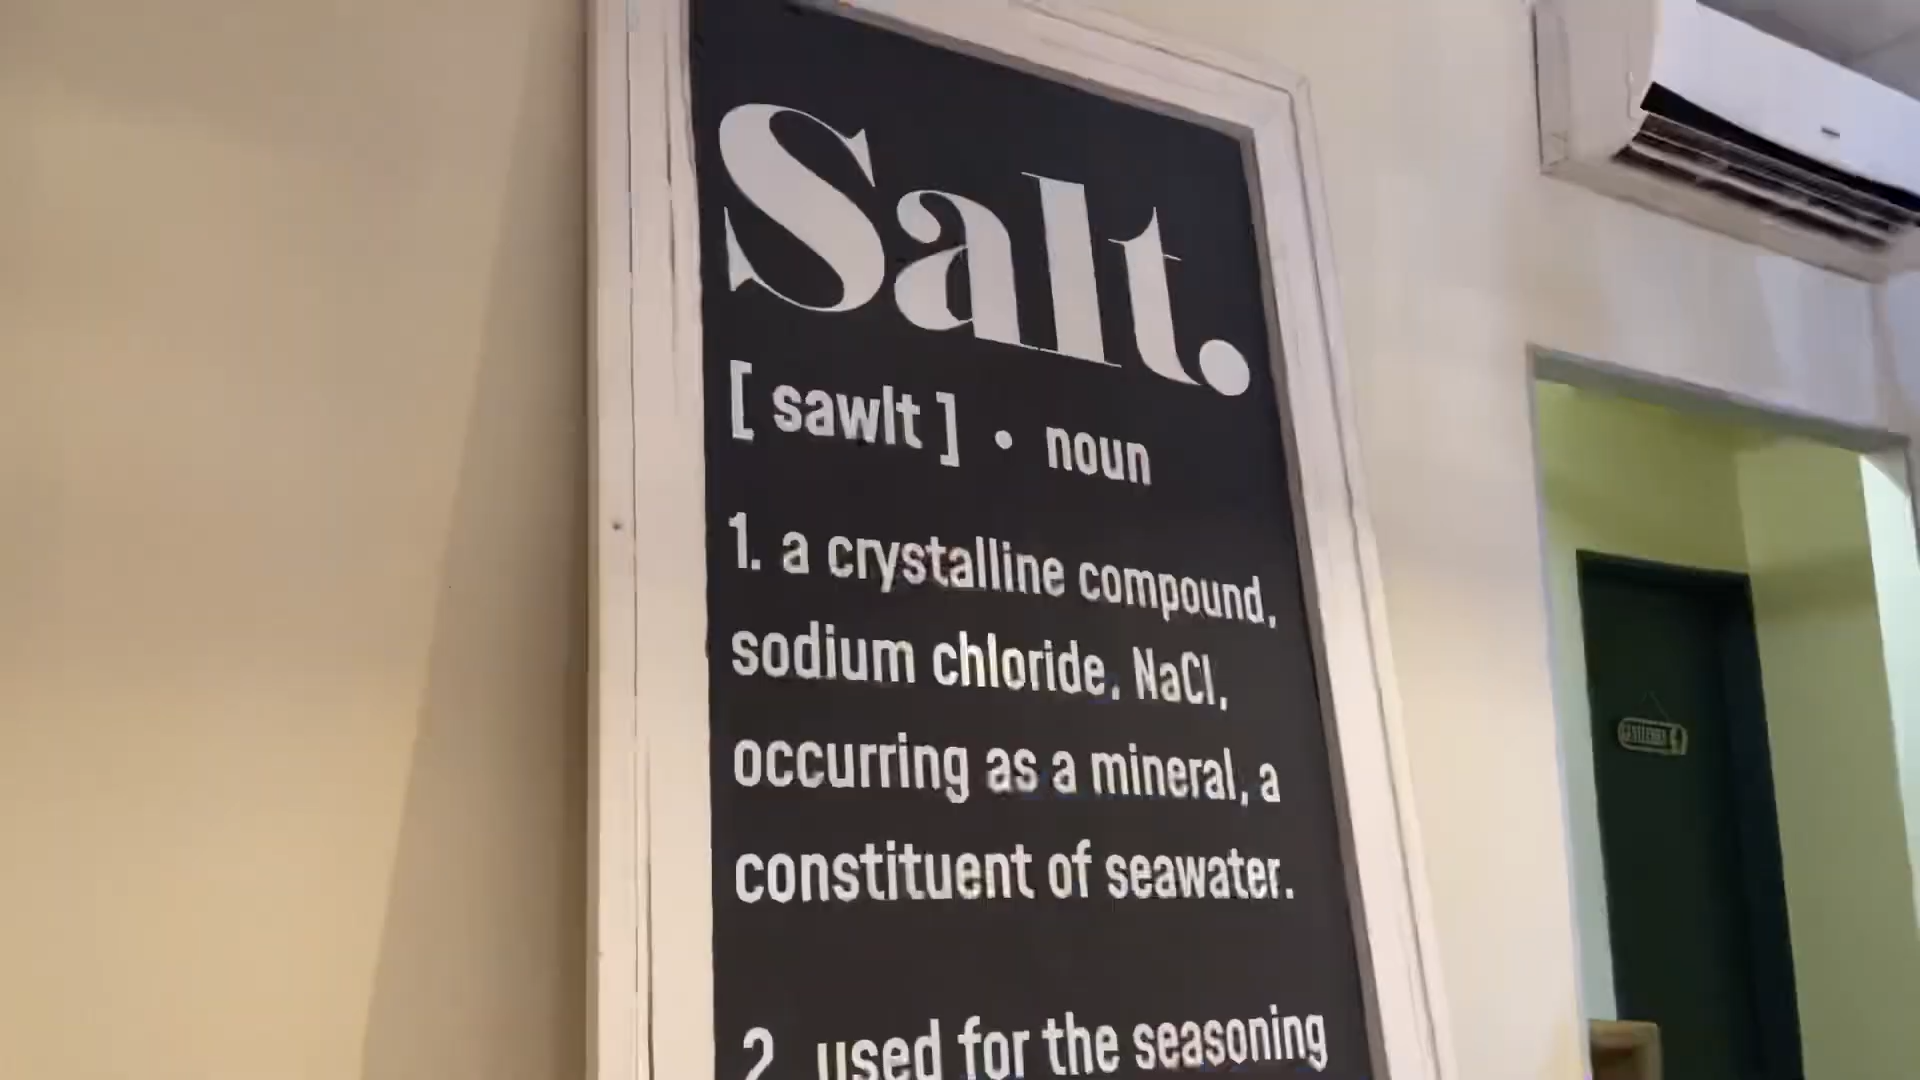 Salt.
[ sawlt ] • noun
1. a crystalline compound,
sodium chloride, NaCl,
occurring as a mineral, a
constituent of seawater.
2. used for the seasoning